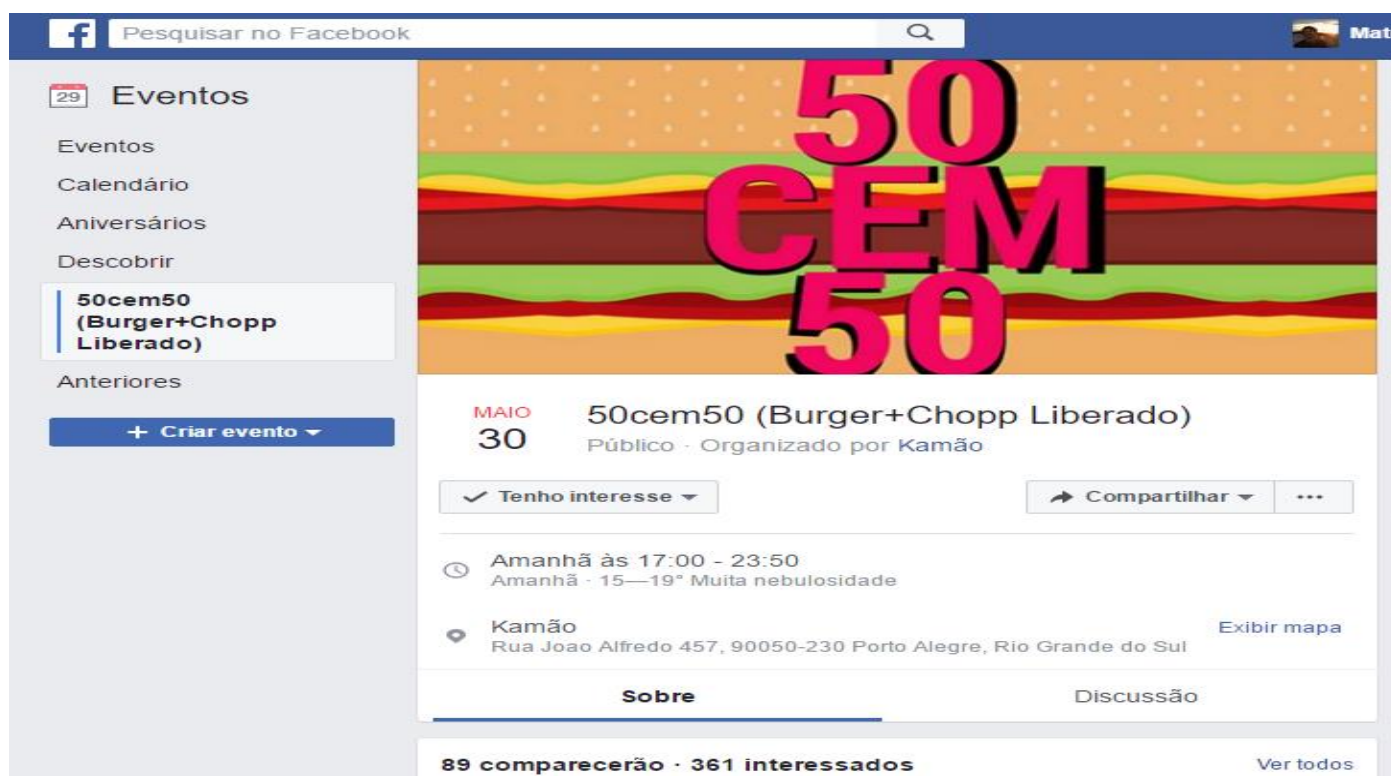 f Pesquisar no Facebook
Mat
29 Eventos
Eventos
Calendário
Aniversários
Descobrir
50cem50
(Burger+Chopp
Liberado)
Anteriores
+ Criar evento
50
CEM
50
MAIO
30
50cem50 (Burger+Chopp Liberado)
Público · Organizado por Kamão
Tenho interesse
Compartilhar
...
Amanhã às 17:00 - 23:50
Amanhã · 15—19° Muita nebulosidade
Kamão
Exibir mapa
Rua Joao Alfredo 457, 90050-230 Porto Alegre, Rio Grande do Sul
Sobre
Discussão
89 comparecerão · 361 interessados
Ver todos